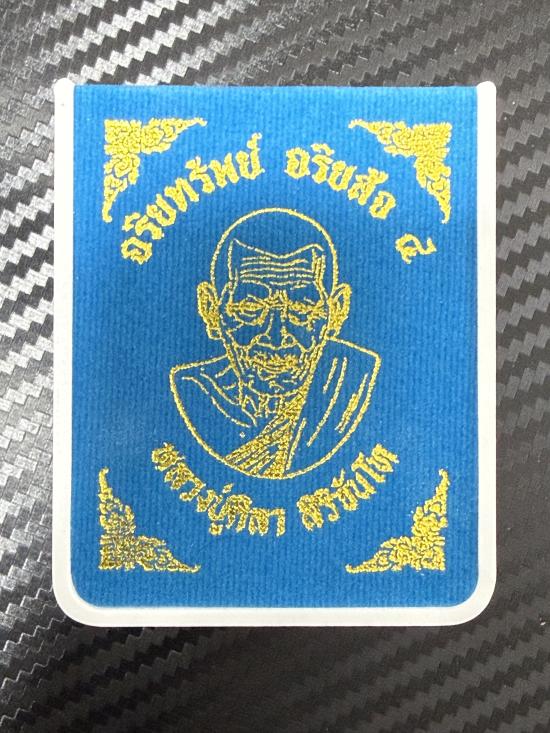 อริยทรัพย์ อริยสัจ ๔
หลวงปู่ศิลา สิริจันโท